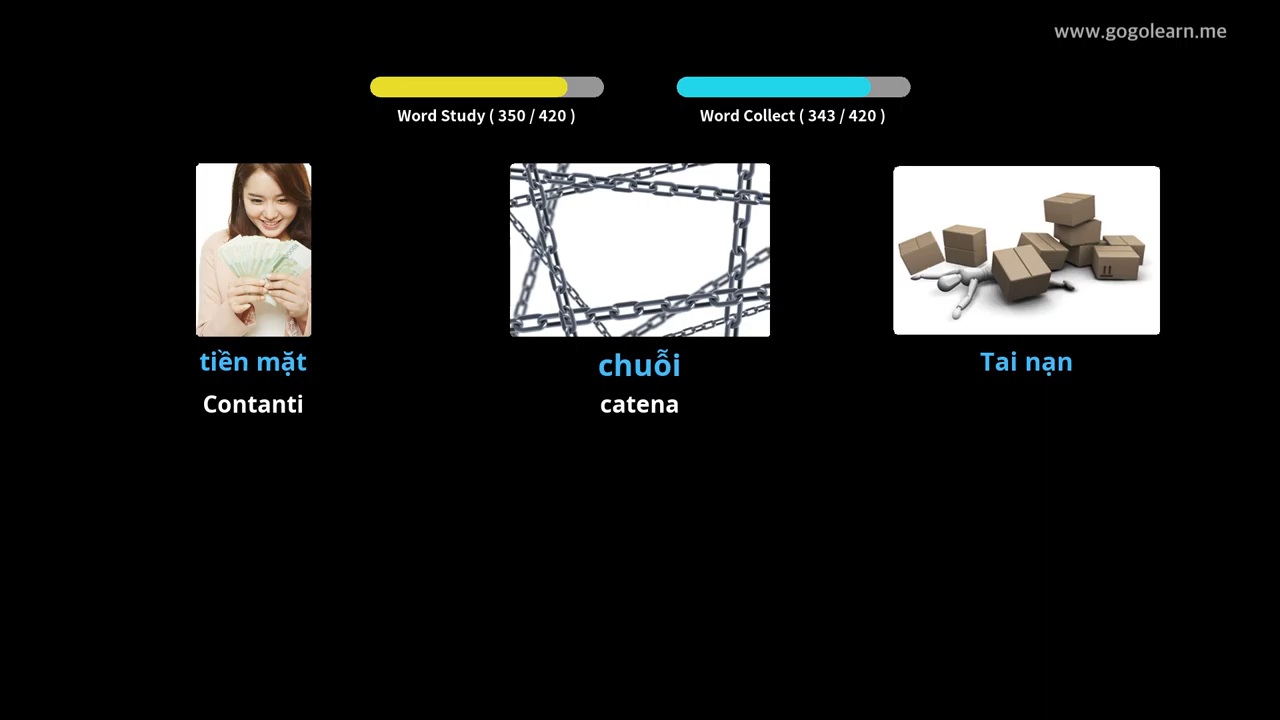 www.gogolearn.me
Word Study ( 350 / 420 )
Word Collect ( 343 / 420 )
tiền mặt
Contanti
chuỗi
catena
Tai nạn